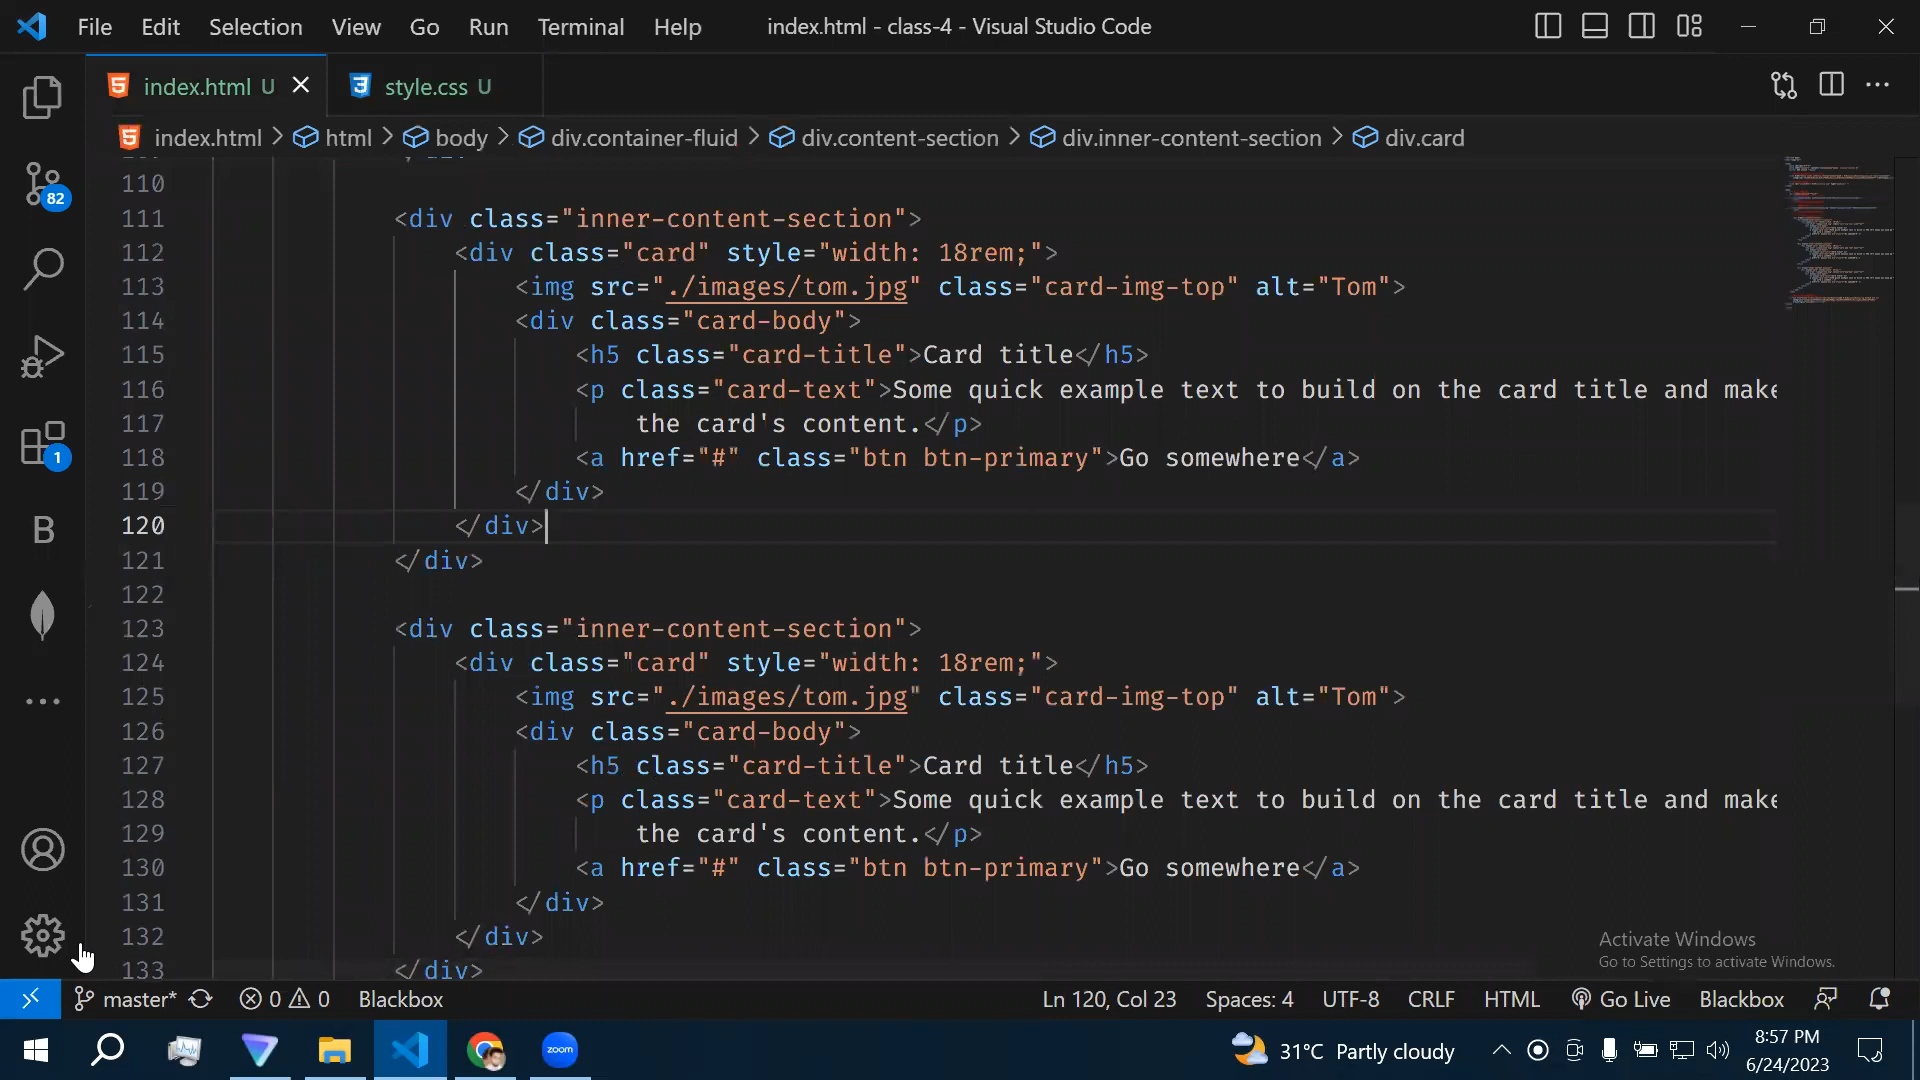 File Edit Selection View Go Run Terminal Help index.html - class-4 - Visual Studio Code
index.html U style.css U
index.html > html > body > div.container-fluid > div.content-section > div.inner-content-section > div.card
110
111 <div class="inner-content-section">
112 <div class="card" style="width: 18rem;">
113 <img src="./images/tom.jpg" class="card-img-top" alt="Tom">
114 <div class="card-body">
115 <h5 class="card-title">Card title</h5>
116 <p class="card-text">Some quick example text to build on the card title and make
117 the card's content.</p>
118 <a href="#" class="btn btn-primary">Go somewhere</a>
119 </div>
120 </div>
121 </div>
122
123 <div class="inner-content-section">
124 <div class="card" style="width: 18rem;">
125 <img src="./images/tom.jpg" class="card-img-top" alt="Tom">
126 <div class="card-body">
127 <h5 class="card-title">Card title</h5>
128 <p class="card-text">Some quick example text to build on the card title and make
129 the card's content.</p>
130 <a href="#" class="btn btn-primary">Go somewhere</a>
131 </div>
132 </div>
133 </div>
82
1
B
Activate Windows
Go to Settings to activate Windows.
master* 0 0 Blackbox Ln 120, Col 23 Spaces: 4 UTF-8 CRLF HTML Go Live Blackbox
zoom 31°C Partly cloudy 8:57 PM
6/24/2023